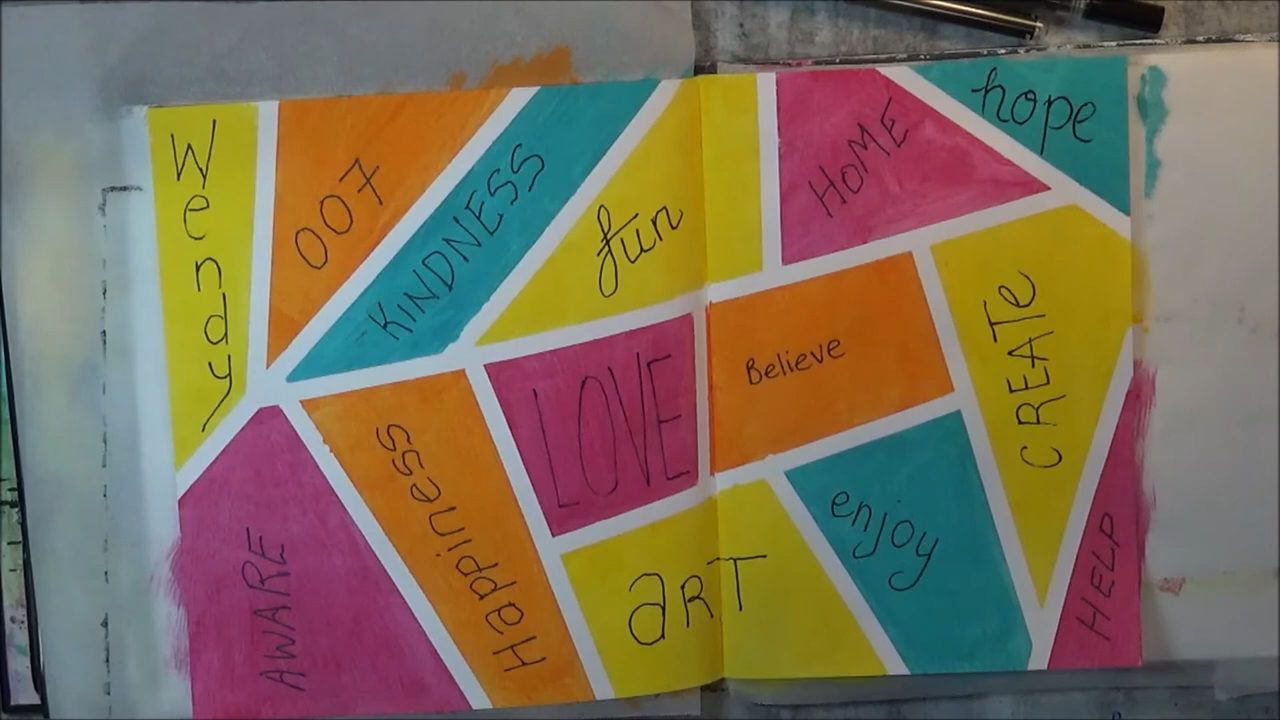 Wendy
007
KINDNESS
fun
HOME
hope
AWARE
Happiness
LOVE
Believe
CREATe
aRT
enjoy
HELP